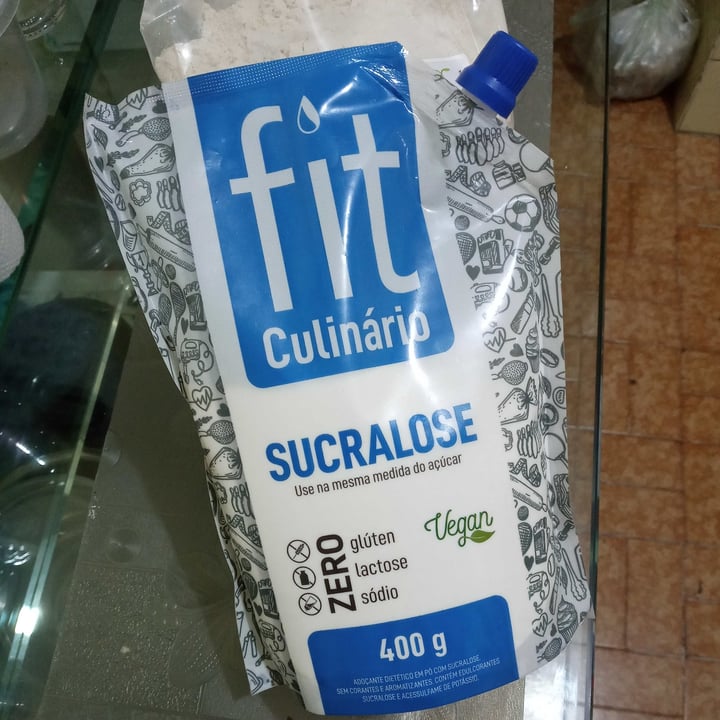 fit
Culinário
SUCRALOSE
Use na mesma medida do açúcar
ZERO
glúten
lactose
sódio
Vegan
400 g
ADOÇANTE DIETÉTICO EM PÓ COM SUCRALOSE.
SEM CORANTES E AROMATIZANTES. CONTÉM EDULCORANTES
SUCRALOSE E ACESSULFAME DE POTÁSSIO.